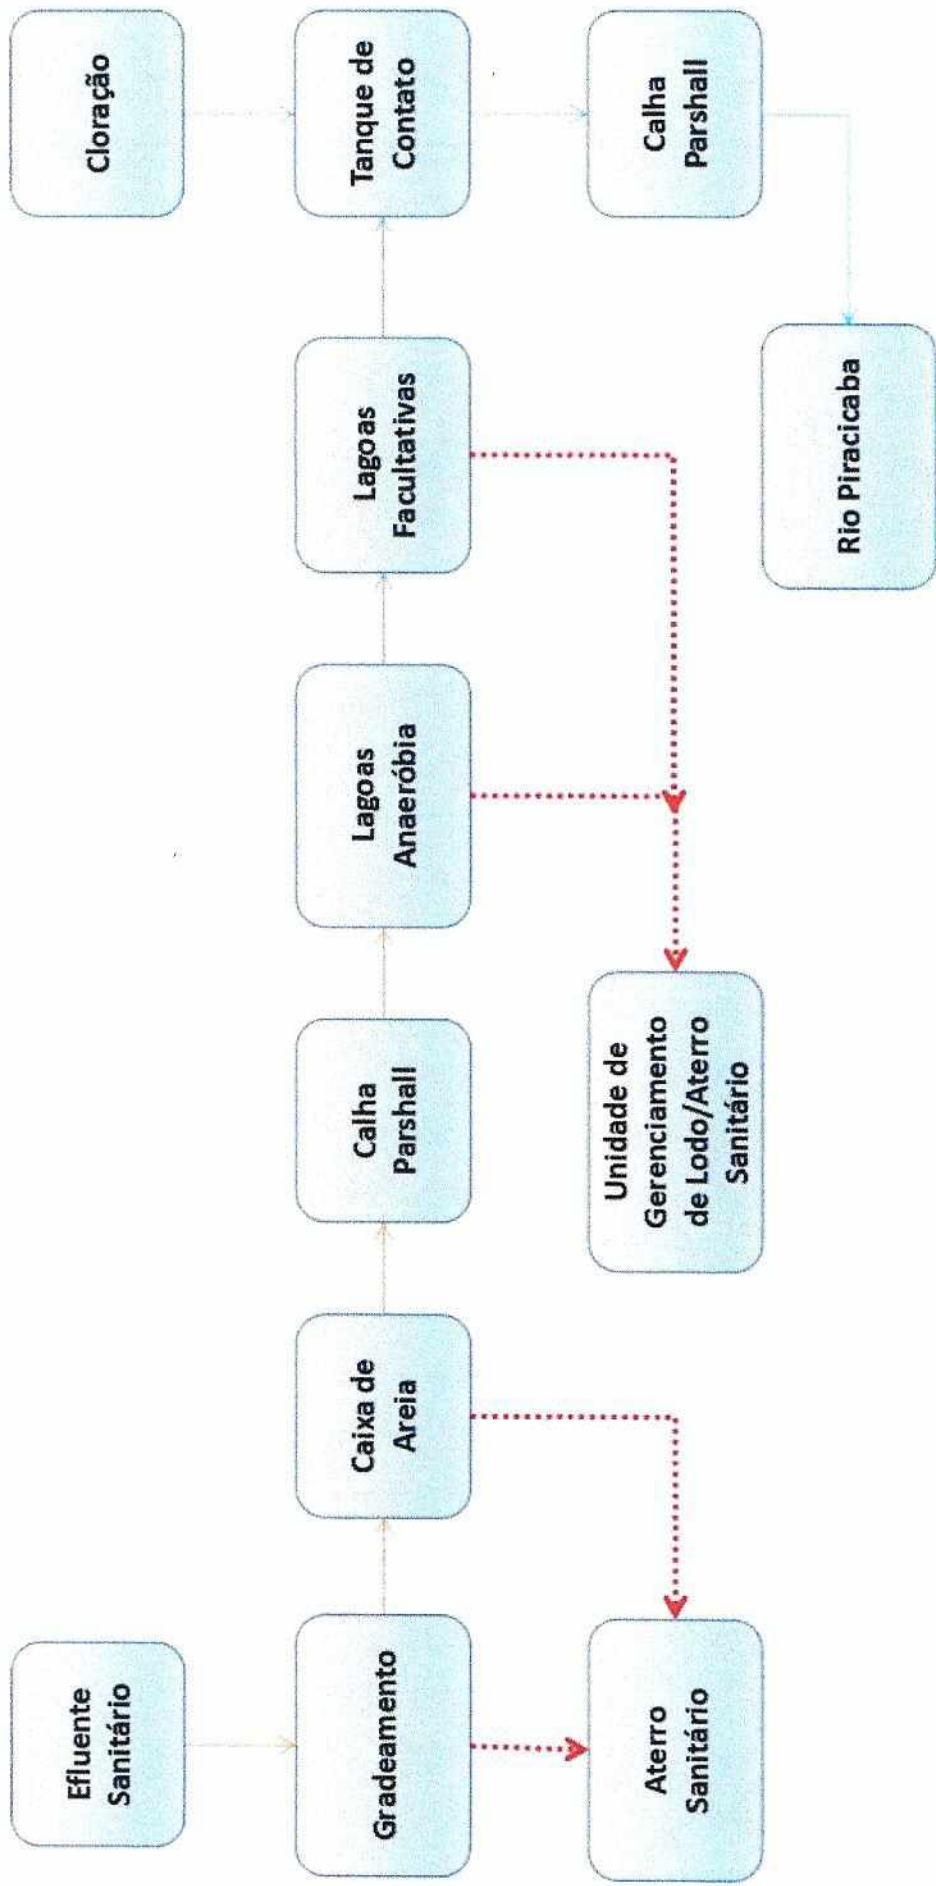 Efluente
Sanitário
Gradeamento
Aterro
Sanitário
Caixa de
Areia
Calha
Parshall
Lagoas
Anaeróbia
Unidade de
Gerenciamento
de Lodo/Aterro
Sanitário
Lagoas
Facultativas
Cloração
Tanque de
Contato
Calha
Parshall
Rio Piracicaba